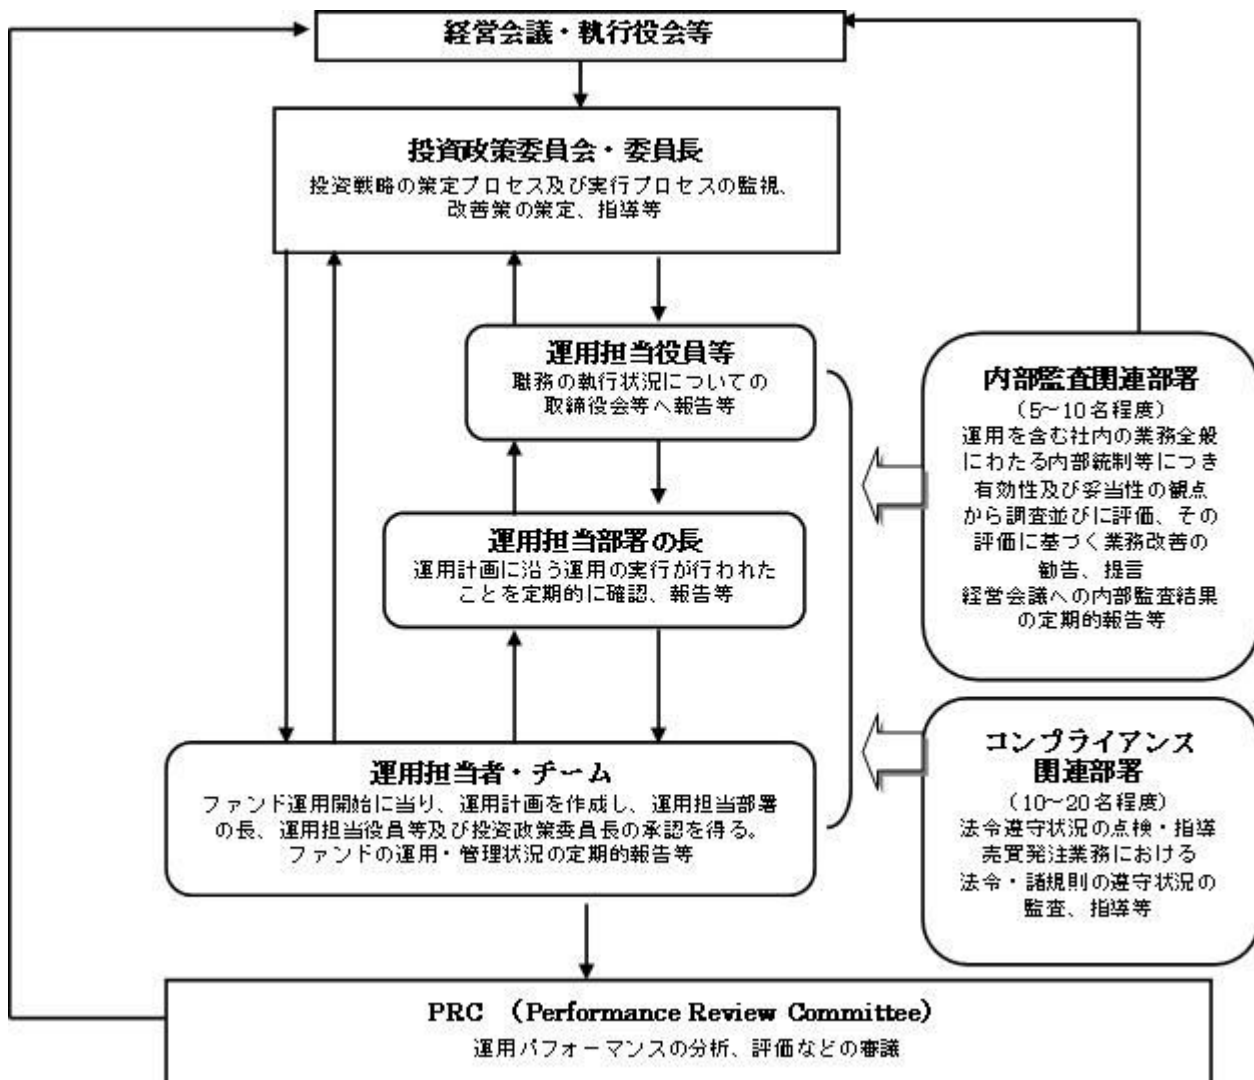 経営会議・執行役会等
投資政策委員会・委員長
投資戦略の策定プロセス及び実行プロセスの監視、
改善策の策定、指導等
運用担当役員等
職務の執行状況についての
取締役会等へ報告等
運用担当部署の長
運用計画に沿う運用の実行が行われた
ことを定期的に確認、報告等
運用担当者・チーム
ファンド運用開始に当り、運用計画を作成し、運用担当部署
の長、運用担当役員等及び投資政策委員長の承認を得る。
ファンドの運用・管理状況の定期的報告等
内部監査関連部署
（5～10名程度）
運用を含む社内の業務全般
にわたる内部統制等につき
有効性及び妥当性の観点
から調査並びに評価、その
評価に基づく業務改善の
勧告、提言
経営会議への内部監査結果
の定期的報告等
コンプライアンス
関連部署
（10～20名程度）
法令遵守状況の点検・指導
売買発注業務における
法令・諸規則の遵守状況の
監査、指導等
PRC （Performance Review Committee）
運用パフォーマンスの分析、評価などの審議